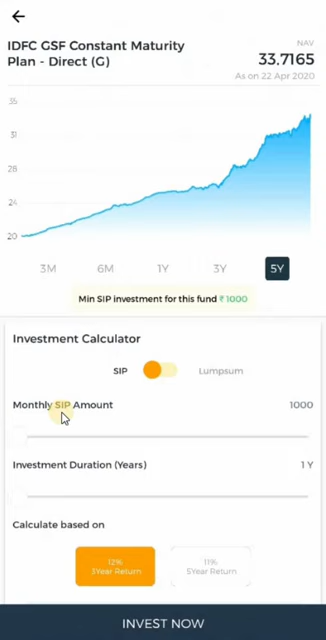 IDFC GSF Constant Maturity
Plan - Direct (G)
NAV
33.7165
As on 22 Apr 2020
35
31
28
24
20
3M 6M 1Y 3Y 5Y
Min SIP investment for this fund ₹ 1000
Investment Calculator
SIP Lumpsum
Monthly SIP Amount 1000
Investment Duration (Years) 1 Y
Calculate based on
12% 11%
3Year Return 5Year Return
INVEST NOW